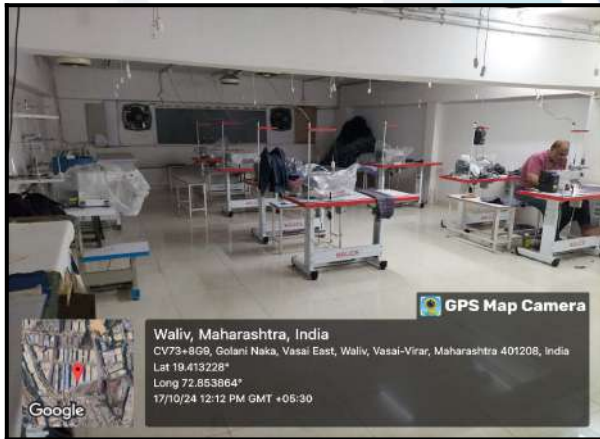 GPS Map Camera
Waliv, Maharashtra, India
CV73+8G9, Golani Naka, Vasai East, Waliv, Vasai-Virar, Maharashtra 401208, India
Lat 19.413228°
Long 72.853864°
17/10/24 12:12 PM GMT +05:30
Google